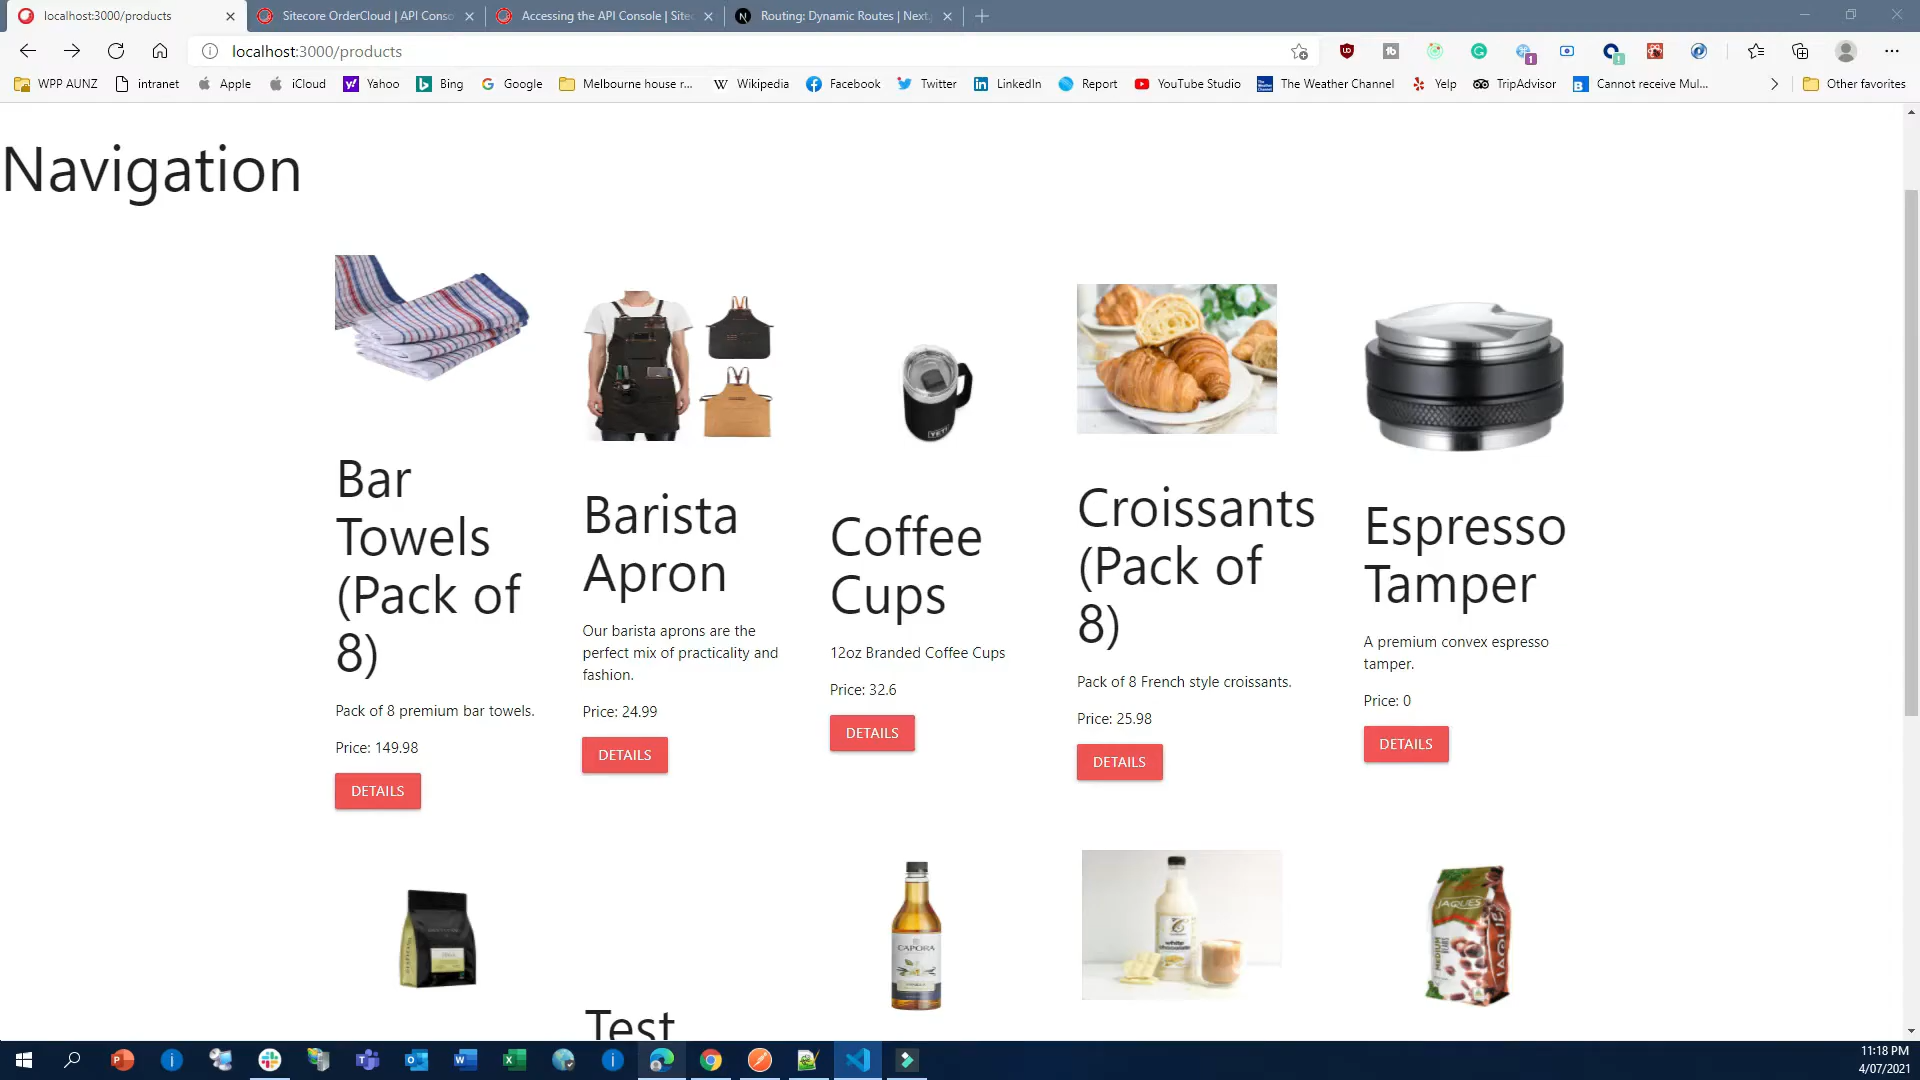 localhost:3000/products
Sitecore OrderCloud | API Conso
Accessing the API Console | Sitec
Routing: Dynamic Routes | Next.
localhost:3000/products
WPP AUNZ
intranet
Apple
iCloud
Yahoo
Bing
Google
Melbourne house r...
Wikipedia
Facebook
Twitter
LinkedIn
Report
YouTube Studio
The Weather Channel
Yelp
TripAdvisor
Cannot receive Mul...
Other favorites
Navigation
Bar
Towels
(Pack of
8)
Pack of 8 premium bar towels.
Price: 149.98
DETAILS
Barista
Apron
Our barista aprons are the
perfect mix of practicality and
fashion.
Price: 24.99
DETAILS
YETI
Coffee
Cups
12oz Branded Coffee Cups
Price: 32.6
DETAILS
Croissants
(Pack of
8)
Pack of 8 French style croissants.
Price: 25.98
DETAILS
Espresso
Tamper
A premium convex espresso
tamper.
Price: 0
DETAILS
Test
CAPORA
JAQUES
MEDIUM
11:18 PM
4/07/2021